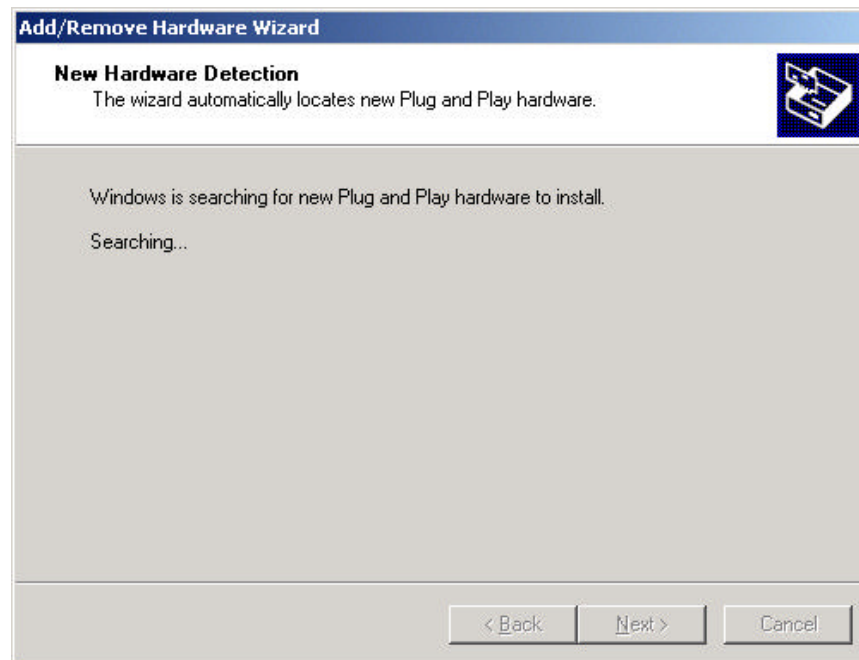 Add/Remove Hardware Wizard
New Hardware Detection
The wizard automatically locates new Plug and Play hardware.
Windows is searching for new Plug and Play hardware to install.
Searching...
< Back Next > Cancel